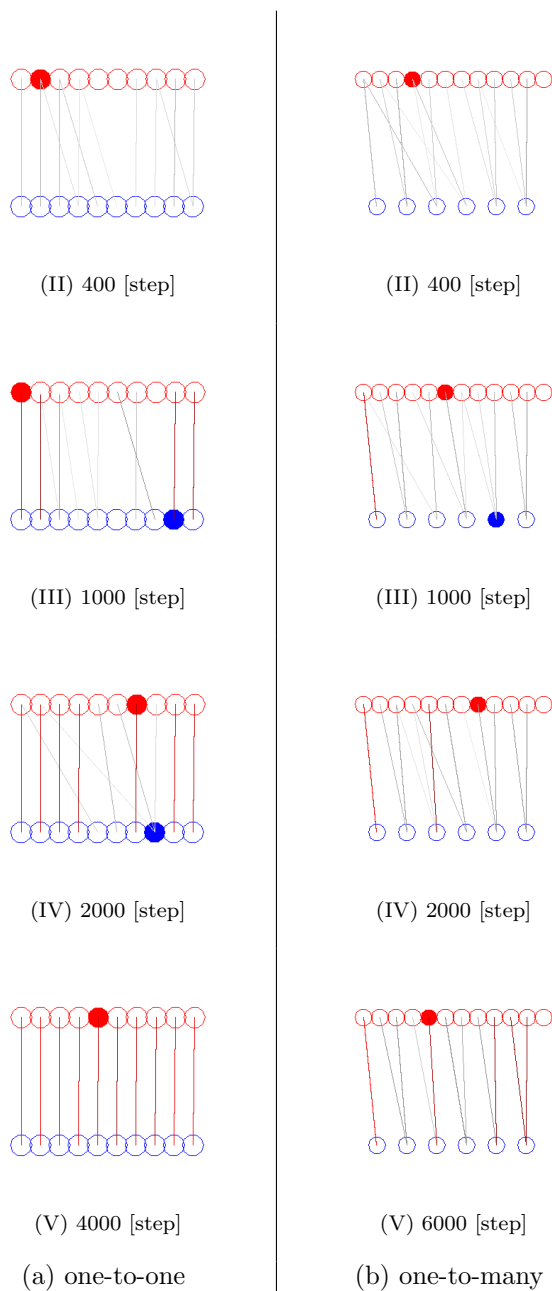 (II) 400 [step]
(II) 400 [step]
(III) 1000 [step]
(III) 1000 [step]
(IV) 2000 [step]
(IV) 2000 [step]
(V) 4000 [step]
(V) 6000 [step]
(a) one-to-one
(b) one-to-many